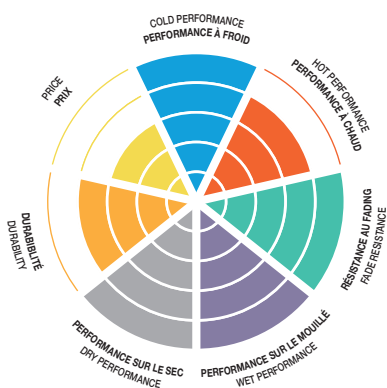 COLD PERFORMANCE
PERFORMANCE À FROID
HOT PERFORMANCE
PERFORMANCE À CHAUD
RÉSISTANCE AU FADING
FADE RESISTANCE
PERFORMANCE SUR LE MOUILLÉ
WET PERFORMANCE
PERFORMANCE SUR LE SEC
DRY PERFORMANCE
DURABIBLITÉ
DURABILITY
PRICE
PRIX